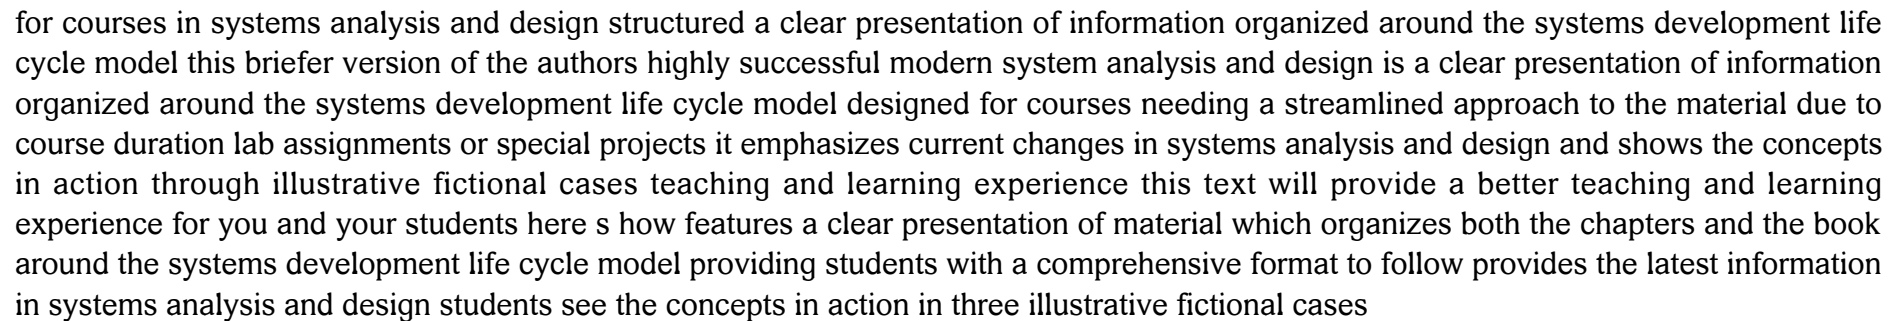 for courses in systems analysis and design structured a clear presentation of information organized around the systems development life
cycle model this briefer version of the authors highly successful modern system analysis and design is a clear presentation of information
organized around the systems development life cycle model designed for courses needing a streamlined approach to the material due to
course duration lab assignments or special projects it emphasizes current changes in systems analysis and design and shows the concepts
in action through illustrative fictional cases teaching and learning experience this text will provide a better teaching and learning
experience for you and your students here s how features a clear presentation of material which organizes both the chapters and the book
around the systems development life cycle model providing students with a comprehensive format to follow provides the latest information
in systems analysis and design students see the concepts in action in three illustrative fictional cases